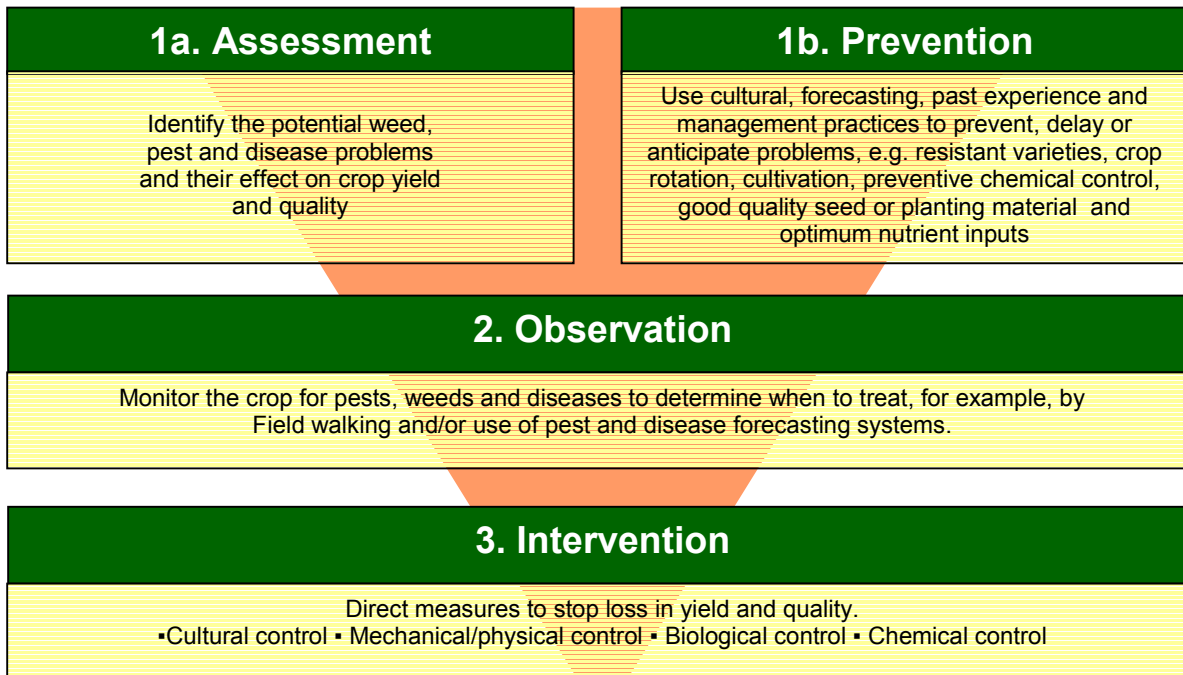 1a. Assessment
Identify the potential weed,
pest and disease problems
and their effect on crop yield
and quality
1b. Prevention
Use cultural, forecasting, past experience and
management practices to prevent, delay or
anticipate problems, e.g. resistant varieties, crop
rotation, cultivation, preventive chemical control,
good quality seed or planting material and
optimum nutrient inputs
2. Observation
Monitor the crop for pests, weeds and diseases to determine when to treat, for example, by
Field walking and/or use of pest and disease forecasting systems.
3. Intervention
Direct measures to stop loss in yield and quality.
▪Cultural control ▪ Mechanical/physical control ▪ Biological control ▪ Chemical control